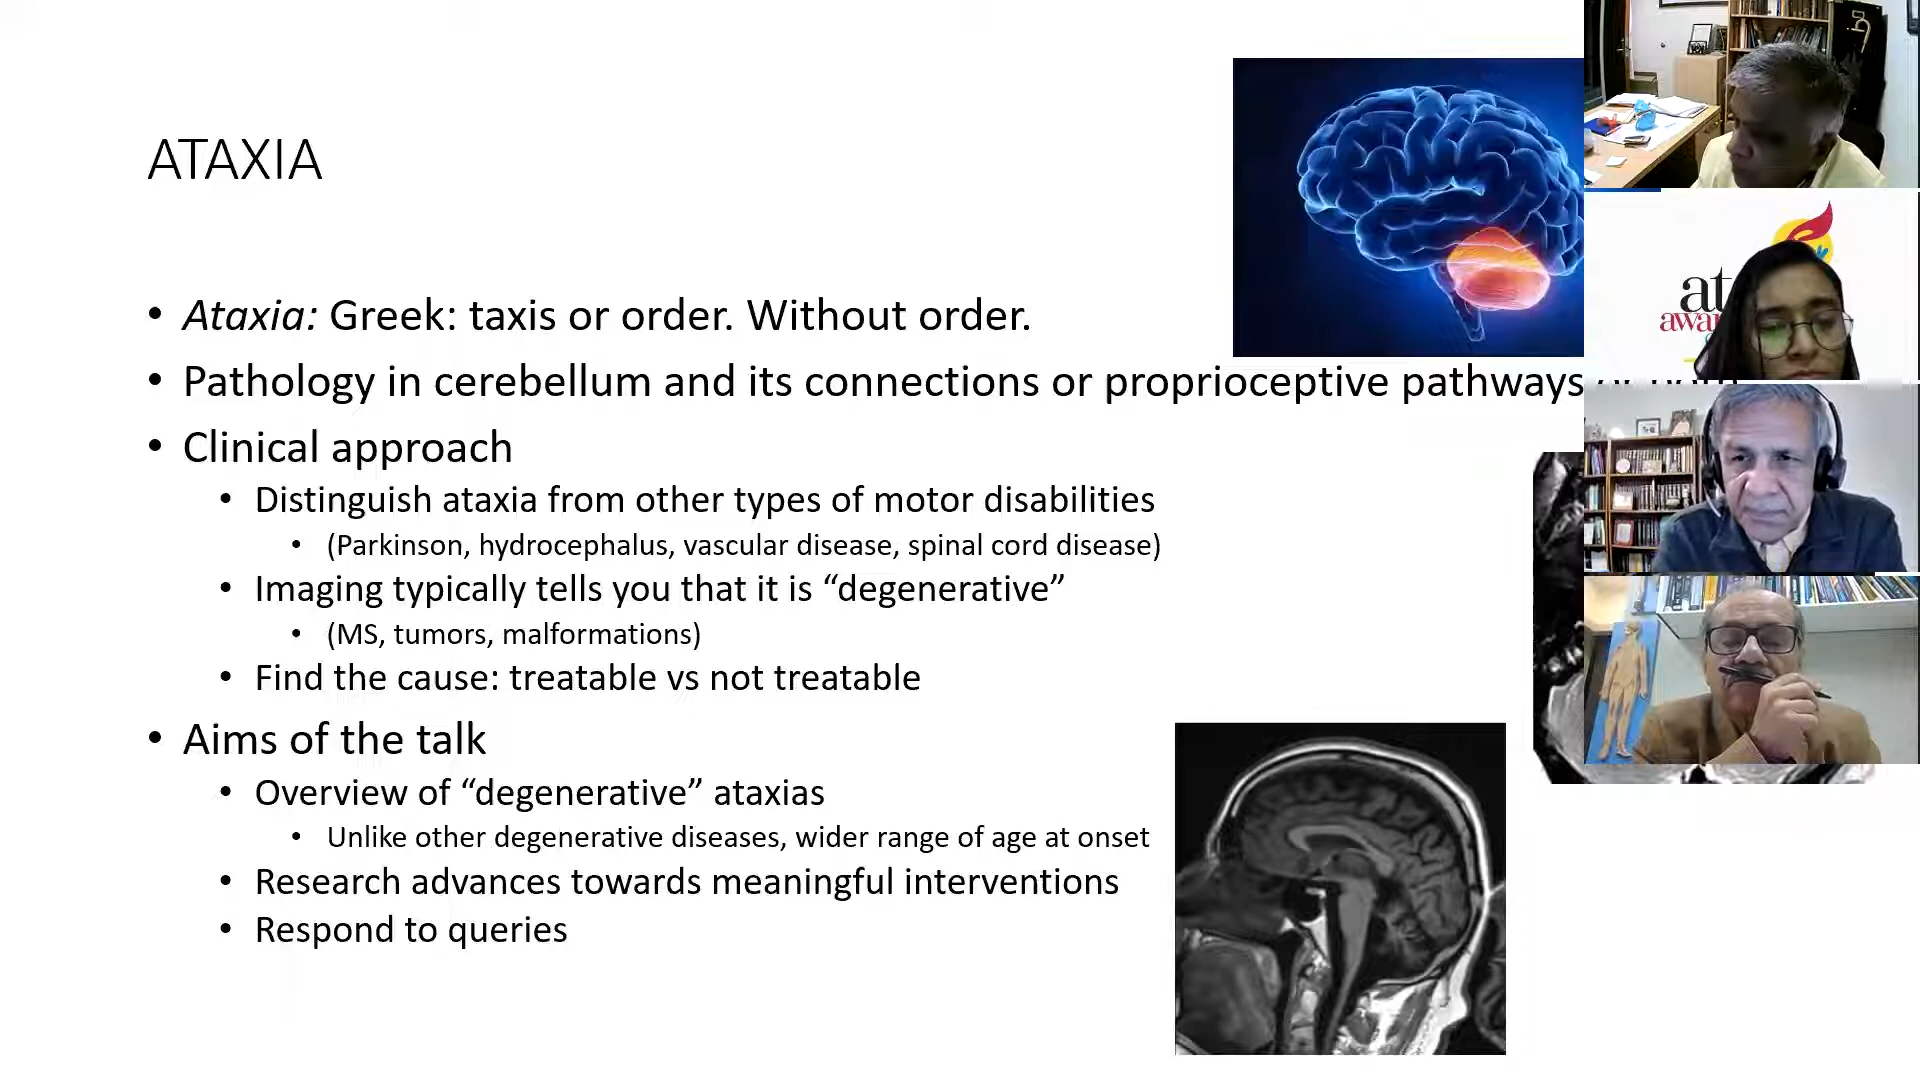 ATAXIA
• Ataxia: Greek: taxis or order. Without order.
• Pathology in cerebellum and its connections or proprioceptive pathways
• Clinical approach
• Distinguish ataxia from other types of motor disabilities
• (Parkinson, hydrocephalus, vascular disease, spinal cord disease)
• Imaging typically tells you that it is “degenerative”
• (MS, tumors, malformations)
• Find the cause: treatable vs not treatable
• Aims of the talk
• Overview of “degenerative” ataxias
• Unlike other degenerative diseases, wider range of age at onset
• Research advances towards meaningful interventions
• Respond to queries